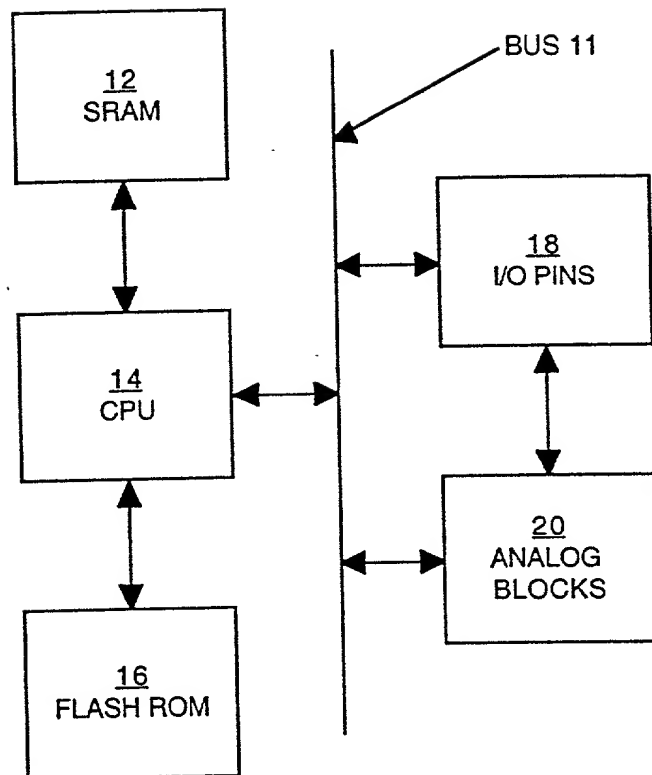 BUS 11
12
SRAM
18
I/O PINS
14
CPU
20
ANALOG
BLOCKS
16
FLASH ROM